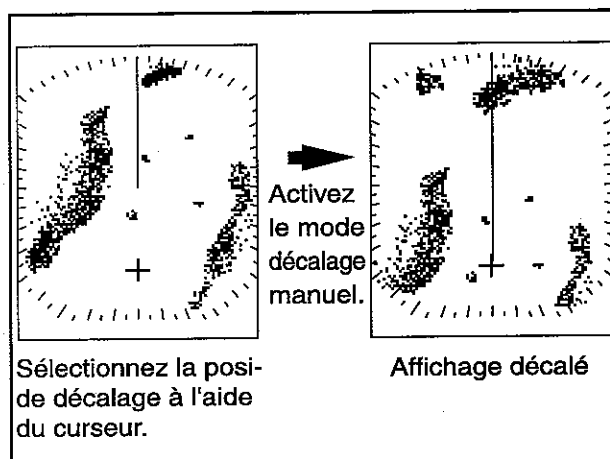 Activez
le mode
décalage
manuel.
Sélectionnez la posi-
de décalage à l'aide
du curseur.
Affichage décalé